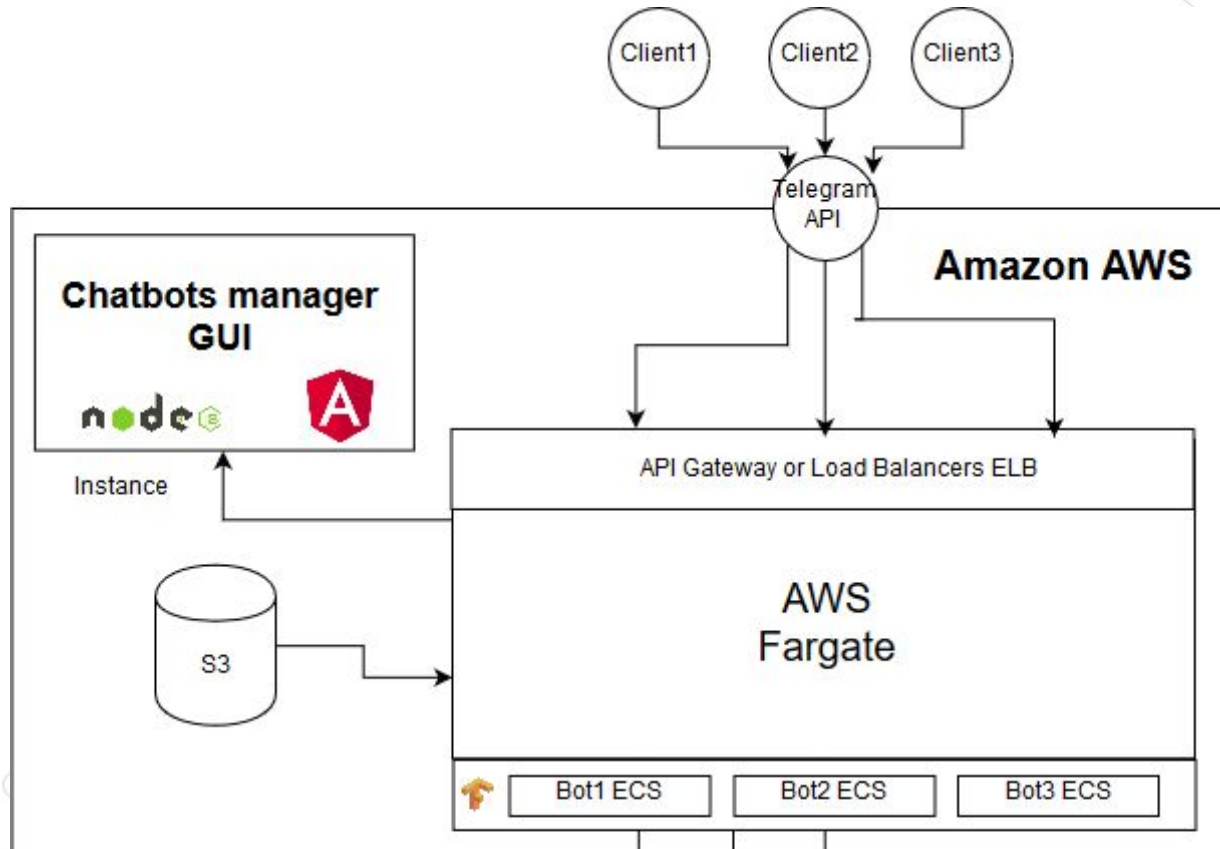 Client1
Client2
Client3
Telegram
API
Amazon AWS
Chatbots manager
GUI
node
A
Instance
API Gateway or Load Balancers ELB
AWS
Fargate
S3
Bot1 ECS
Bot2 ECS
Bot3 ECS